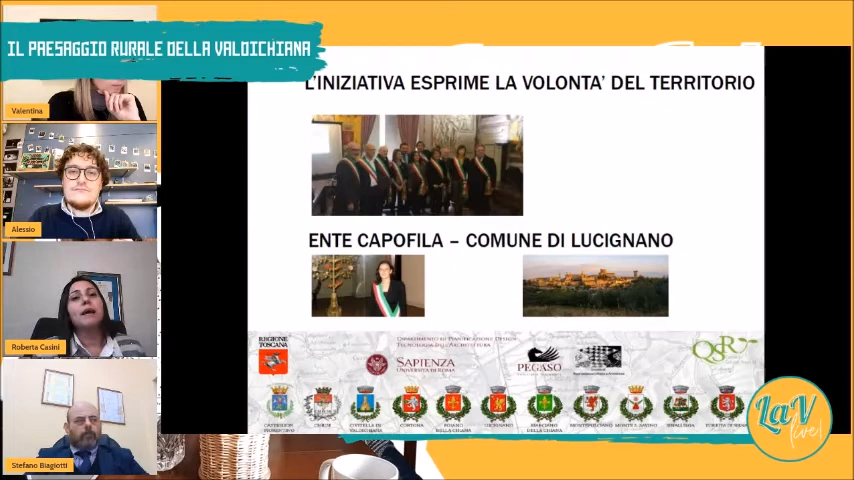 IL PAESAGGIO RURALE DELLA VALDICHIANA
L'INIZIATIVA ESPRIME LA VOLONTA' DEL TERRITORIO
Valentina
Alessio
ENTE CAPOFILA – COMUNE DI LUCIGNANO
Roberta Casini
REGIONE
TOSCANA
SAPIENZA
UNIVERSITÀ DI ROMA
PEGASO
QSR
CORTONA
LUCIGNANO
Stefano Biagiotti
LaV
live!